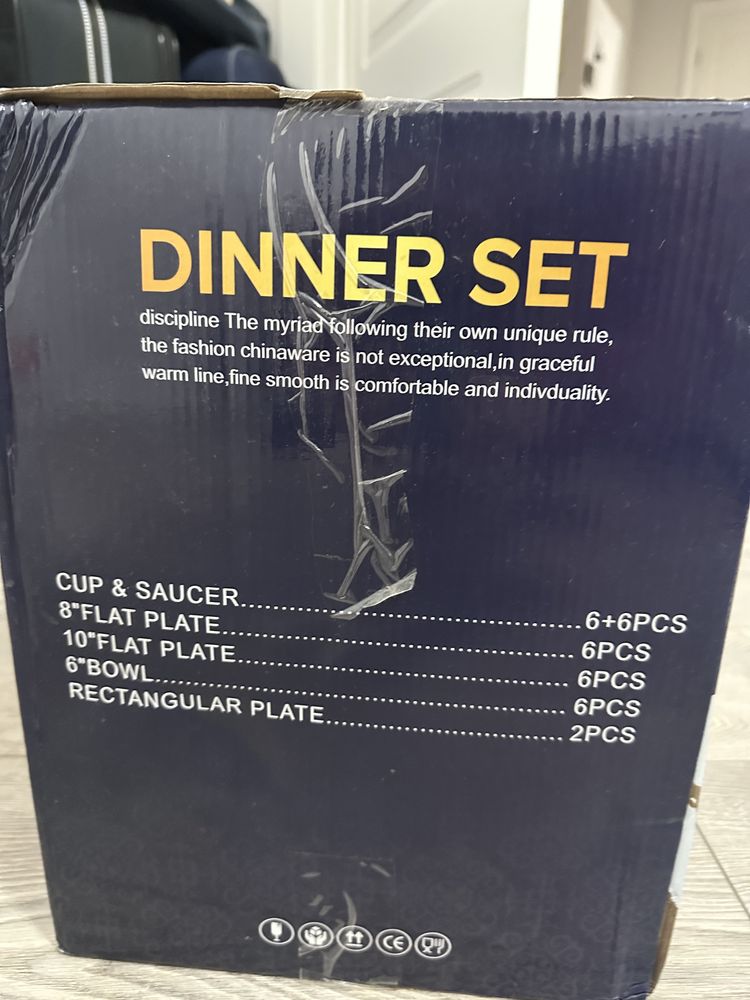 DINNER SET
discipline The myriad following their own unique rule,
the fashion chinaware is not exceptional,in graceful
warm line,fine smooth is comfortable and indivduality.
CUP & SAUCER........................................6+6PCS
8"FLAT PLATE........................................6PCS
10"FLAT PLATE........................................6PCS
6"BOWL........................................6PCS
RECTANGULAR PLATE........................................2PCS
CE